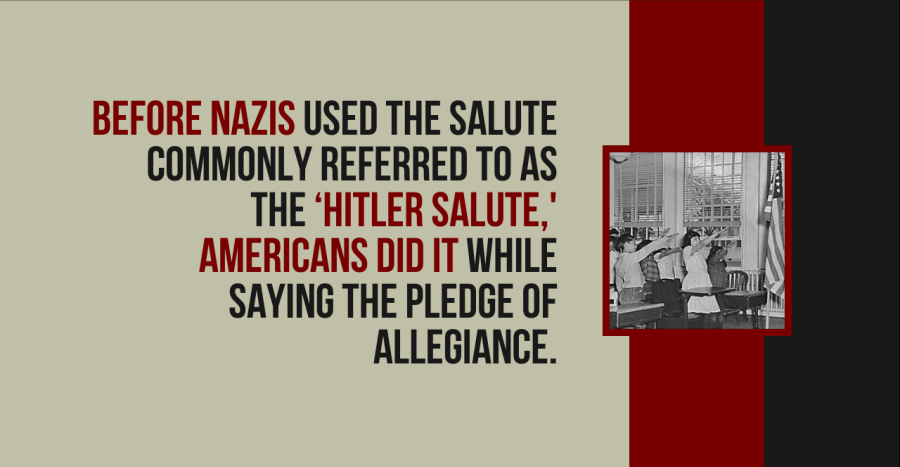 BEFORE NAZIS USED THE SALUTE
COMMONLY REFERRED TO AS
THE ‘HITLER SALUTE,'
AMERICANS DID IT WHILE
SAYING THE PLEDGE OF
ALLEGIANCE.